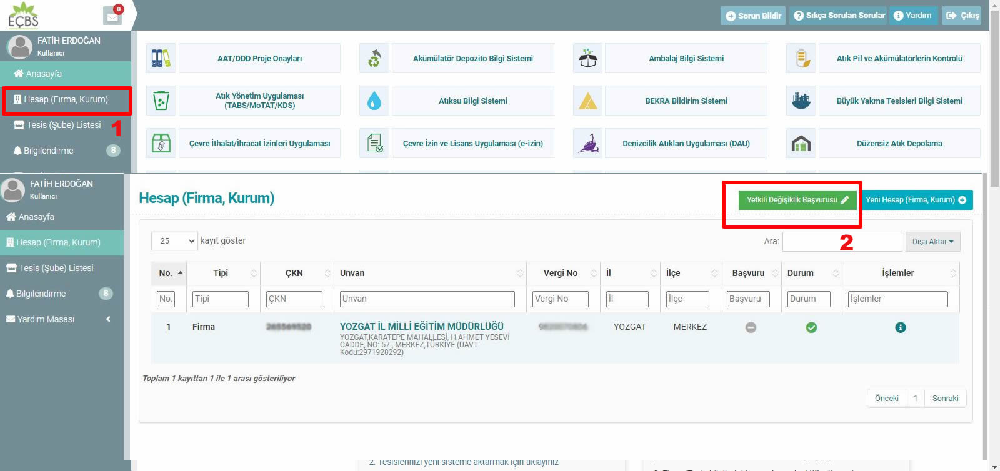 EÇBS
0
Sorun Bildir
Sıkça Sorulan Sorular
Yardım
Çıkış
FATİH ERDOĞAN
Kullanıcı
Anasayfa
Hesap (Firma, Kurum)
Tesis (Şube) Listesi
1
Bilgilendirme
8
AAT/DDD Proje Onayları
Akümülatör Depozito Bilgi Sistemi
Ambalaj Bilgi Sistemi
Atık Pil ve Akümülatörlerin Kontrolü
Atık Yönetim Uygulaması
(TABS/MoTAT/KDS)
Atıksu Bilgi Sistemi
BEKRA Bildirim Sistemi
Büyük Yakma Tesisleri Bilgi Sistemi
Çevre İthalat/İhracat İzinleri Uygulaması
Çevre İzin ve Lisans Uygulaması (e-izin)
Denizcilik Atıkları Uygulaması (DAU)
Düzensiz Atık Depolama
FATİH ERDOĞAN
Kullanıcı
Anasayfa
Hesap (Firma, Kurum)
Tesis (Şube) Listesi
Bilgilendirme
8
Yardım Masası
Hesap (Firma, Kurum)
Yetkili Değişiklik Başvurusu
Yeni Hesap (Firma, Kurum)
25
kayıt göster
Ara:
2
Dışa Aktar
No. Tipi ÇKN Unvan Vergi No İl İlçe Başvuru Durum İşlemler
No. Tipi ÇKN Unvan Vergi No İl İlçe Başvuru Durum İşlemler
1 Firma YOZGAT İL MİLLİ EĞİTİM MÜDÜRLÜĞÜ YOZGAT MERKEZ
YOZGAT,KARATEPE MAHALLESİ, H.AHMET YESEVİ
CADDE, NO: 57-, MERKEZ,TÜRKİYE (UAVT
Kodu:2971928292)
Toplam 1 kayıttan 1 ile 1 arası gösteriliyor
Önceki 1 Sonraki
2. Tesislerinizi yeni sisteme aktarmak için tıklayınız